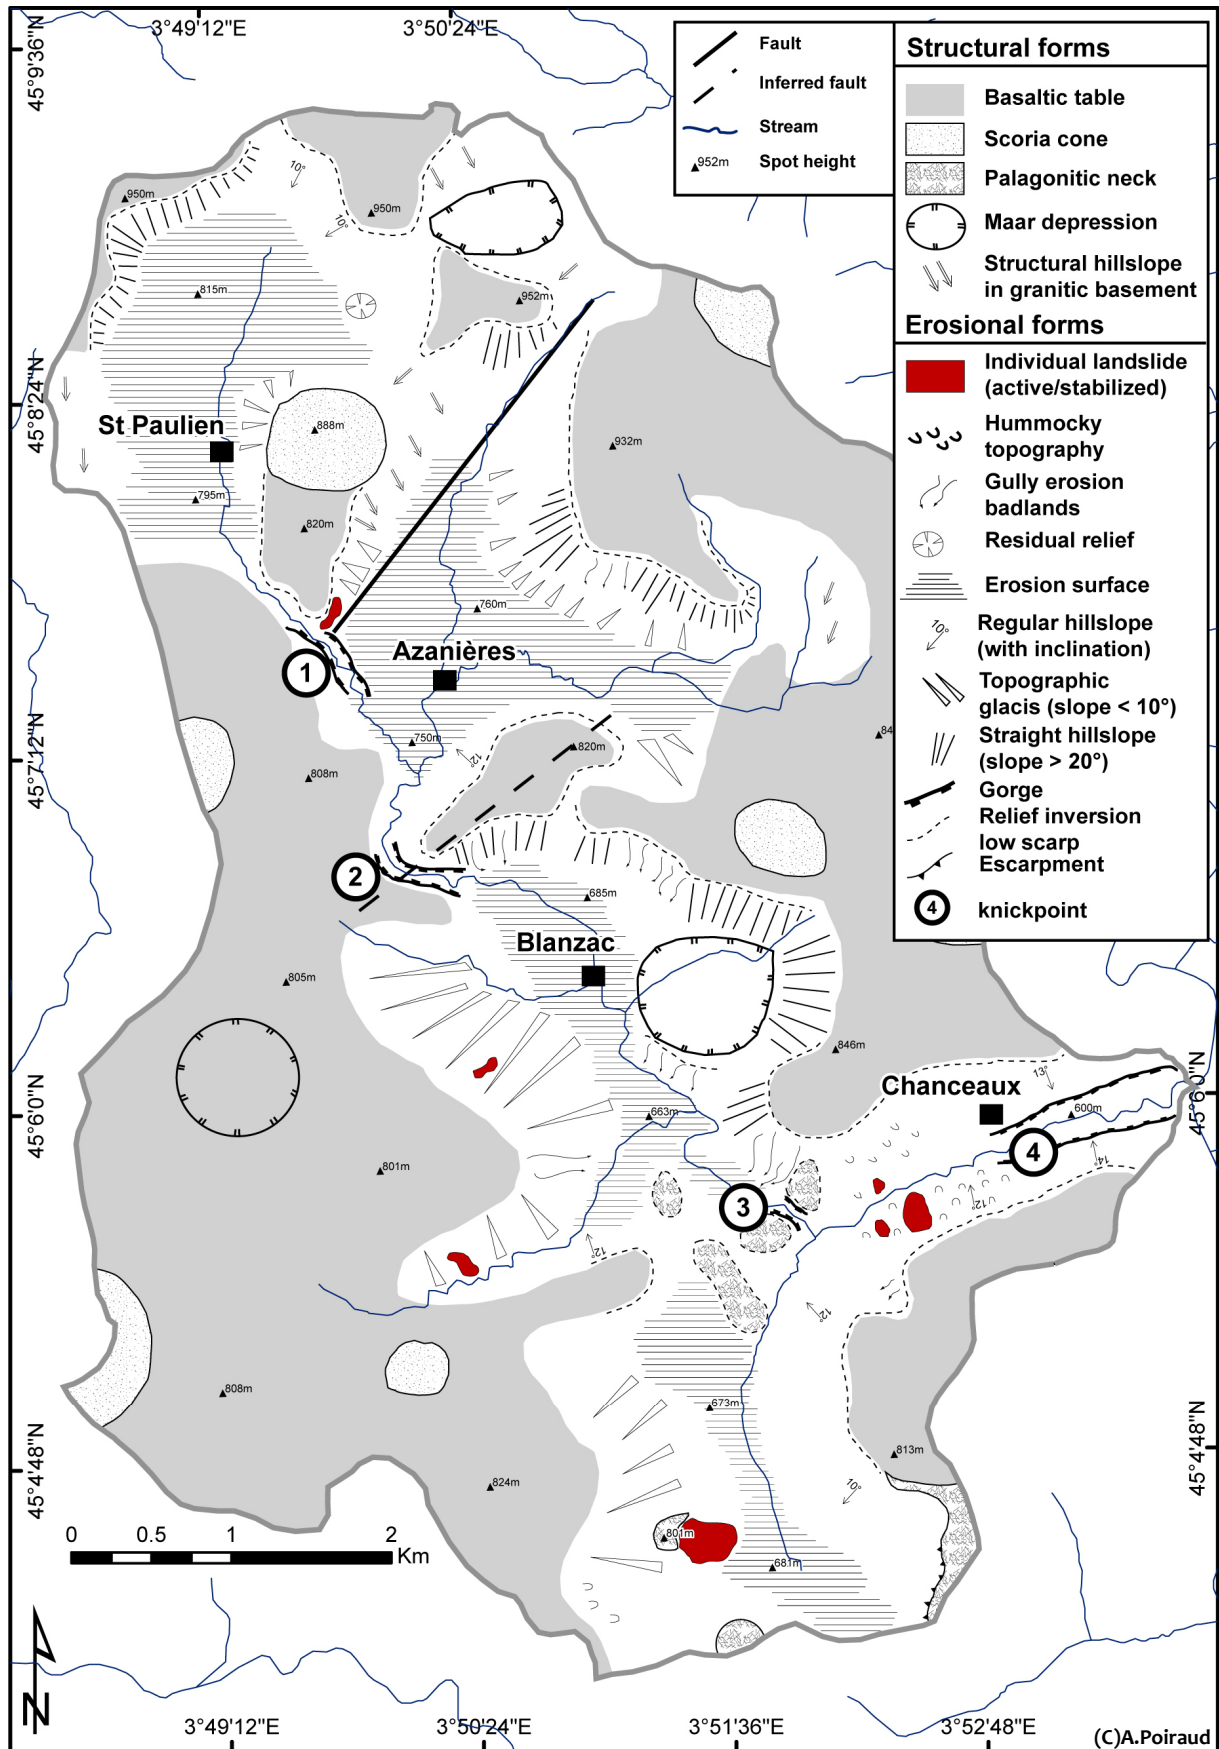 3°49'12"E 3°50'24"E
45°9'36"N
45°8'24"N
45°7'12"N
45°6'0"N
45°4'48"N
Fault
Inferred fault
Stream
952m
Spot height
Structural forms
Basaltic table
Scoria cone
Palagonitic neck
Maar depression
Structural hillslope
in granitic basement
Erosional forms
Individual landslide
(active/stabilized)
Hummocky
topography
Gully erosion
badlands
Residual relief
Erosion surface
10°
Regular hillslope
(with inclination)
Topographic
glacis (slope < 10°)
Straight hillslope
(slope > 20°)
Gorge
Relief inversion
low scarp
Escarpment
4
knickpoint
10°
950m
950m
10°
815m
952m
St Paulien
888m
932m
795m
820m
760m
1
Azanières
750m
12°
820m
84
808m
2
685m
Blanzac
805m
846m
Chanceaux
13°
600m
663m
4
14°
801m
12°
3
12°
12°
808m
673m
813m
824m
10°
801m
681m
0 0.5 1 2
Km
N
45°6'0"N
45°4'48"N
3°49'12"E 3°50'24"E 3°51'36"E 3°52'48"E
(C)A.Poiraud